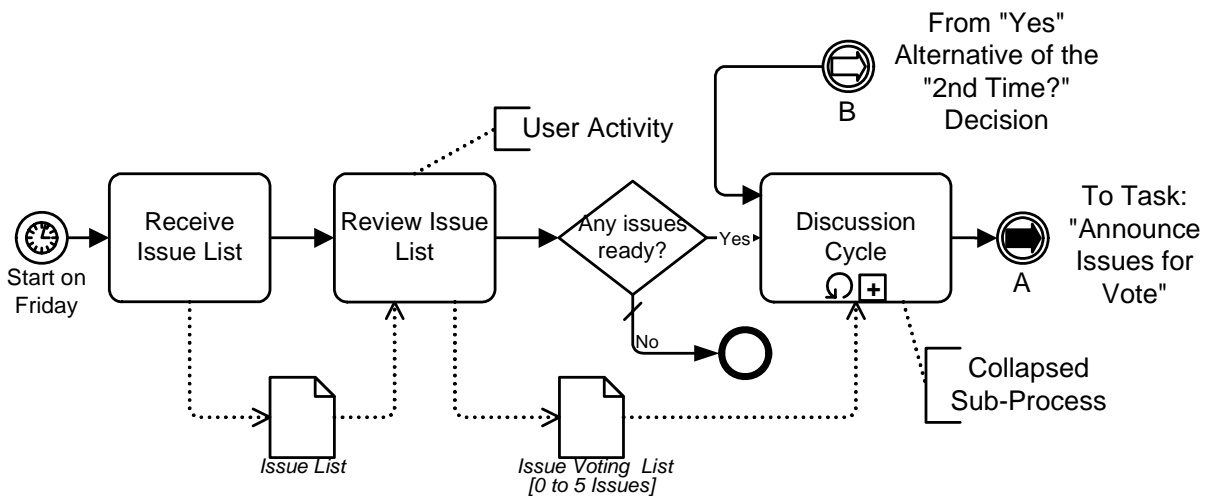 From "Yes"
Alternative of the
"2nd Time?"
Decision
B
User Activity
Receive
Issue List
Review Issue
List
Any issues
ready?
Yes
Discussion
Cycle
To Task:
"Announce
Issues for
Vote"
A
Start on
Friday
No
Collapsed
Sub-Process
Issue List
Issue Voting List
[0 to 5 Issues]